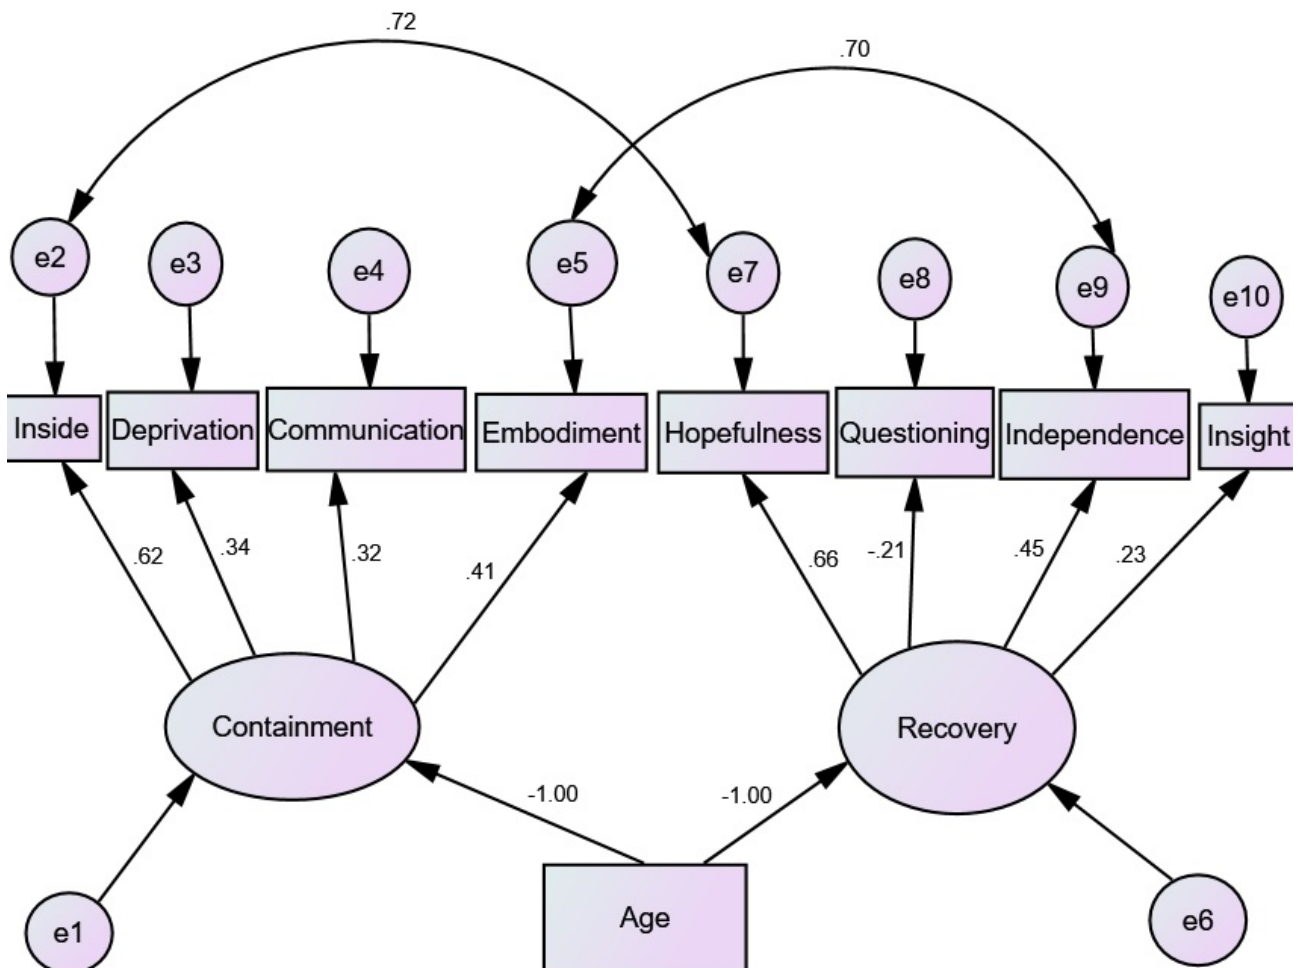 .72
.70
e2
e3
e4
e5
e7
e8
e9
e10
Inside
Deprivation
Communication
Embodiment
Hopefulness
Questioning
Independence
Insight
.62
.34
.32
.41
.66
-.21
.45
.23
Containment
Recovery
-1.00
-1.00
e1
Age
e6